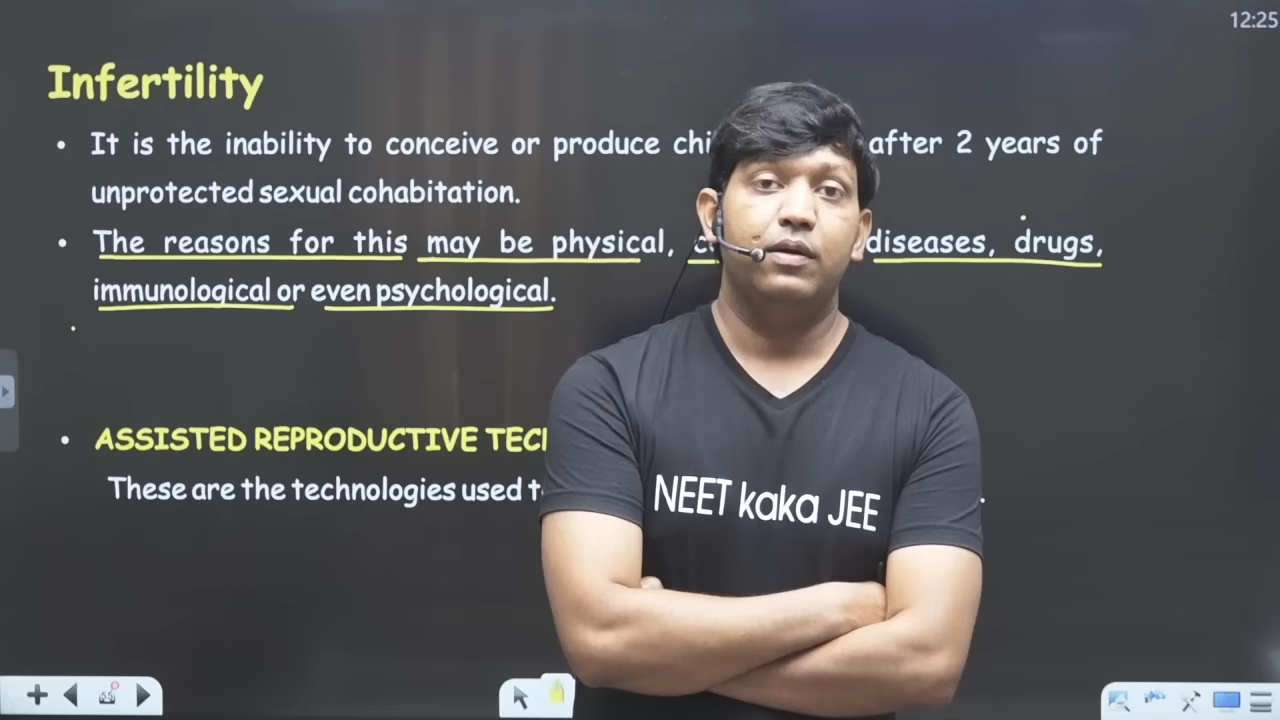 12:25
Infertility
• It is the inability to conceive or produce after 2 years of
unprotected sexual cohabitation.
• The reasons for this may be physical, diseases, drugs,
immunological or even psychological.
• ASSISTED REPRODUCTIVE
These are the technologies used
NEET kaka JEE